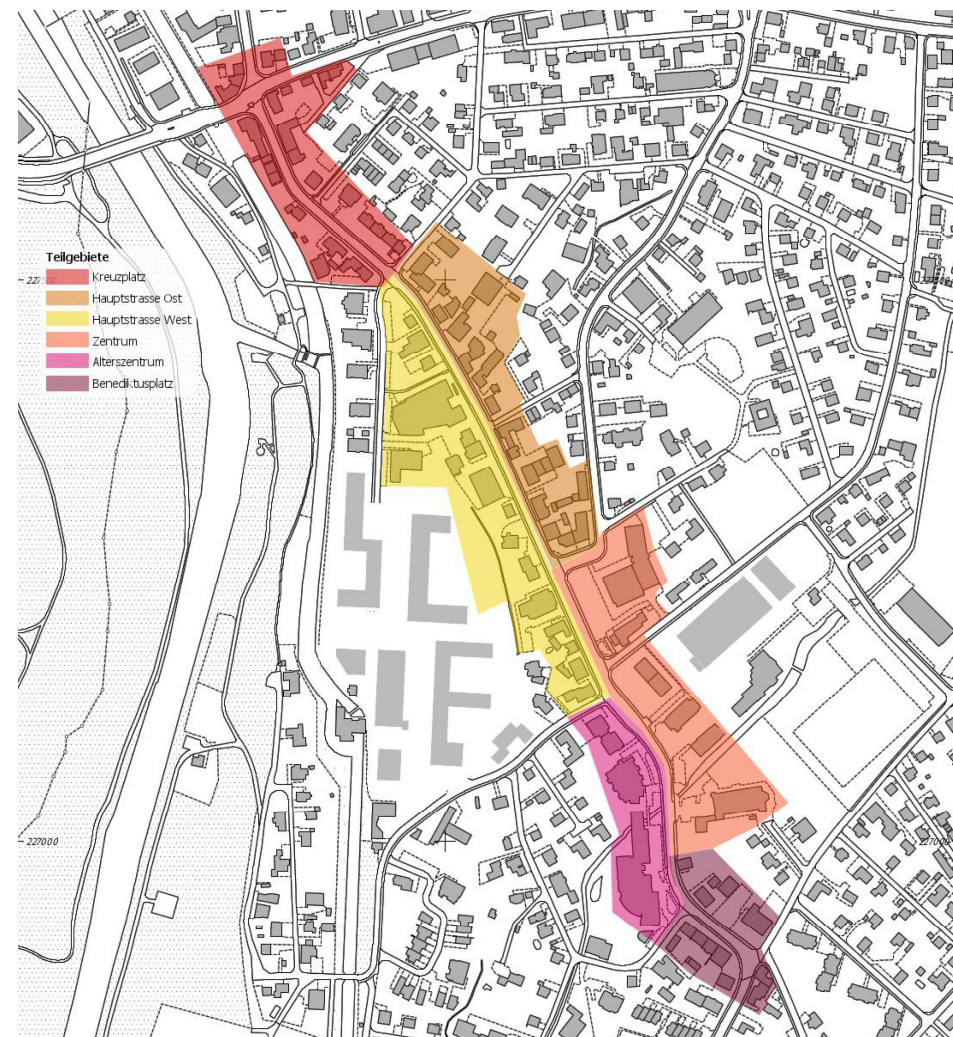 Teilgebiete
Kreuzplatz
Hauptstrasse Ost
Hauptstrasse West
Zentrum
Alterszentrum
Benediktusplatz
227000
227000